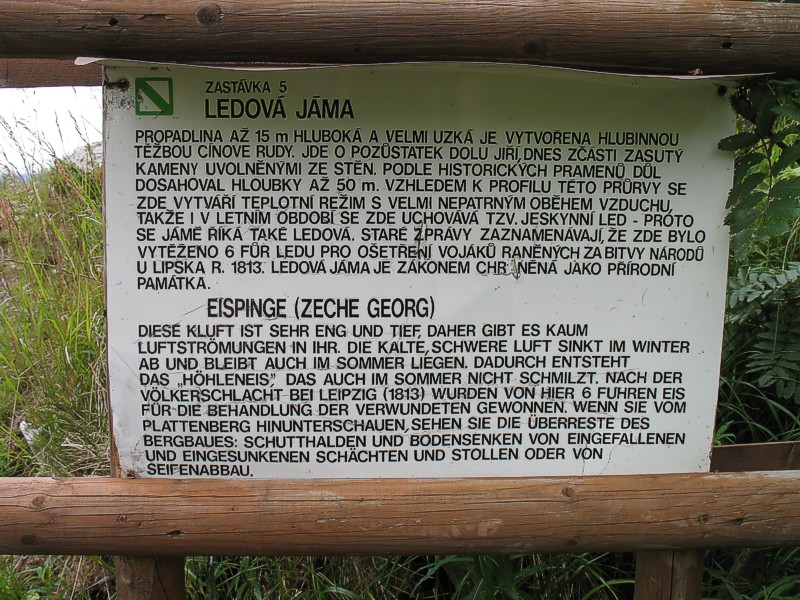 ZASTÁVKA 5
LEDOVÁ JÁMA
PROPADLINA AŽ 15 m HLUBOKÁ A VELMI UZKÁ JE VYTVOŘENA HLUBINNOU
TĚŽBOU CÍNOVE RUDY. JDE O POZŮSTATEK DOLU JIŘÍ, DNES ZČÁSTI ZASUTÝ
KAMENY UVOLNĚNÝMI ZE STĚN. PODLE HISTORICKÝCH PRAMENŮ DŮL
DOSAHOVAL HLOUBKY AŽ 50 m. VZHLEDEM K PROFILU TÉTO PRŮRVY SE
ZDE VYTVÁŘÍ TEPLOTNÍ REŽIM S VELMI NEPATRNÝM OBĚHEM VZDUCHU,
TAKŽE I V LETNÍM OBDOBÍ SE ZDE UCHOVÁVÁ TZV. JESKYNNÍ LED - PROTO
SE JÁMĚ ŘÍKÁ TAKÉ LEDOVÁ. STARÉ ZPRÁVY ZAZNAMENÁVAJÍ, ŽE ZDE BYLO
VYTĚŽENO 6 FŮR LEDU PRO OŠETŘENÍ VOJÁKŮ RANĚNÝCH ZA BITVY NÁRODŮ
U LIPSKA R. 1813. LEDOVÁ JÁMA JE ZÁKONEM CHRÁNĚNÁ JAKO PŘÍRODNÍ
PAMÁTKA.
EISPINGE (ZECHE GEORG)
DIESE KLUFT IST SEHR ENG UND TIEF, DAHER GIBT ES KAUM
LUFTSTRÖMUNGEN IN IHR. DIE KALTE, SCHWERE LUFT SINKT IM WINTER
AB UND BLEIBT AUCH IM SOMMER LIEGEN. DADURCH ENTSTEHT
DAS „HÖHLENEIS", DAS AUCH IM SOMMER NICHT SCHMILZT. NACH DER
VÖLKERSCHLACHT BEI LEIPZIG (1813) WURDEN VON HIER 6 FUHREN EIS
FÜR DIE BEHANDLUNG DER VERWUNDETEN GEWONNEN. WENN SIE VOM
PLATTENBERG HINUNTERSCHAUEN, SEHEN SIE DIE ÜBERRESTE DES
BERGBAUES: SCHUTTHALDEN UND BODENSENKEN VON EINGEFALLENEN
UND EINGESUNKENEN SCHÄCHTEN UND STOLLEN ODER VON
SEIFENABBAU.